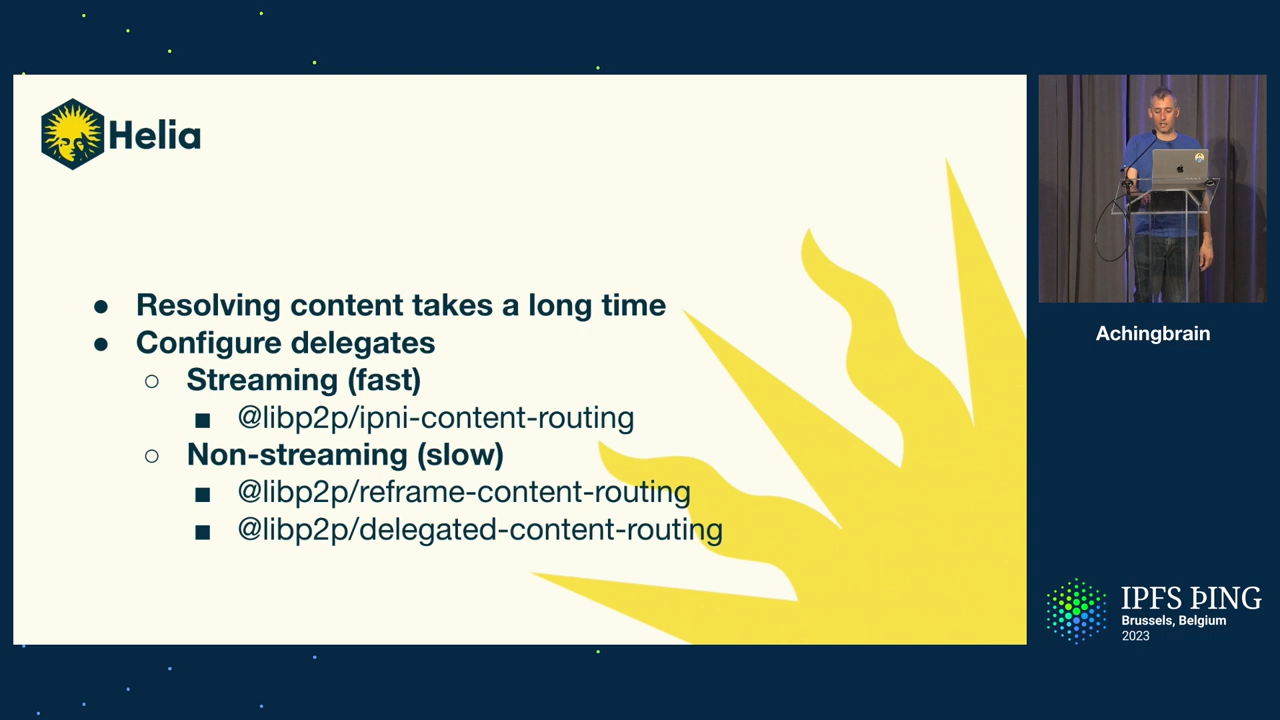 Helia
● Resolving content takes a long time
● Configure delegates
○ Streaming (fast)
■ @libp2p/ipni-content-routing
○ Non-streaming (slow)
■ @libp2p/reframe-content-routing
■ @libp2p/delegated-content-routing
Achingbrain
IPFS ÞING
Brussels, Belgium
2023